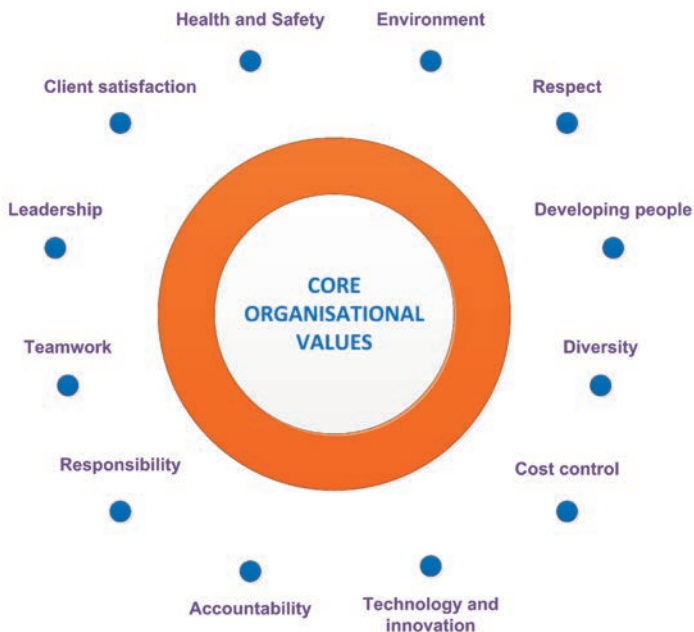 Health and Safety
Environment
Client satisfaction
Respect
Leadership
Developing people
CORE
ORGANISATIONAL
VALUES
Teamwork
Diversity
Responsibility
Cost control
Accountability
Technology and
innovation